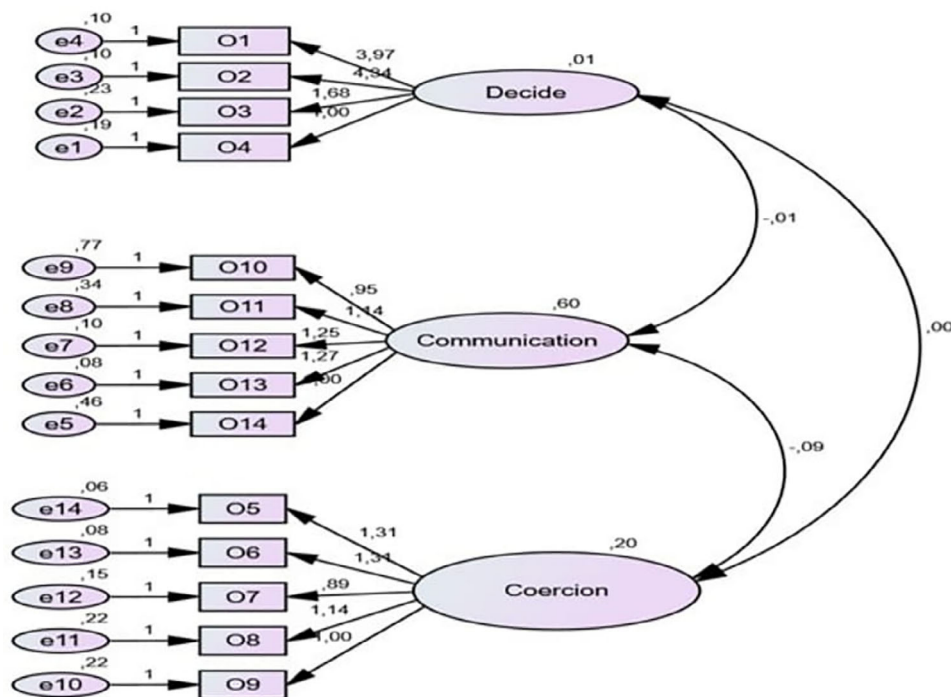 ,10
e4 1 O1
3,97
,10
e3 1 O2
4,34
,01
Decide
,23
e2 1 O3
1,68
,19
e1 1 O4
1,00
-,01
,77
e9 1 O10
,95
,34
e8 1 O11
1,14
,60
Communication
,10
e7 1 O12
1,25
,08
e6 1 O13
1,27
,46
e5 1 O14
,00
-,09
,06
e14 1 O5
1,31
,08
e13 1 O6
1,31
,20
Coercion
,15
e12 1 O7
,89
,22
e11 1 O8
1,14
,22
e10 1 O9
1,00